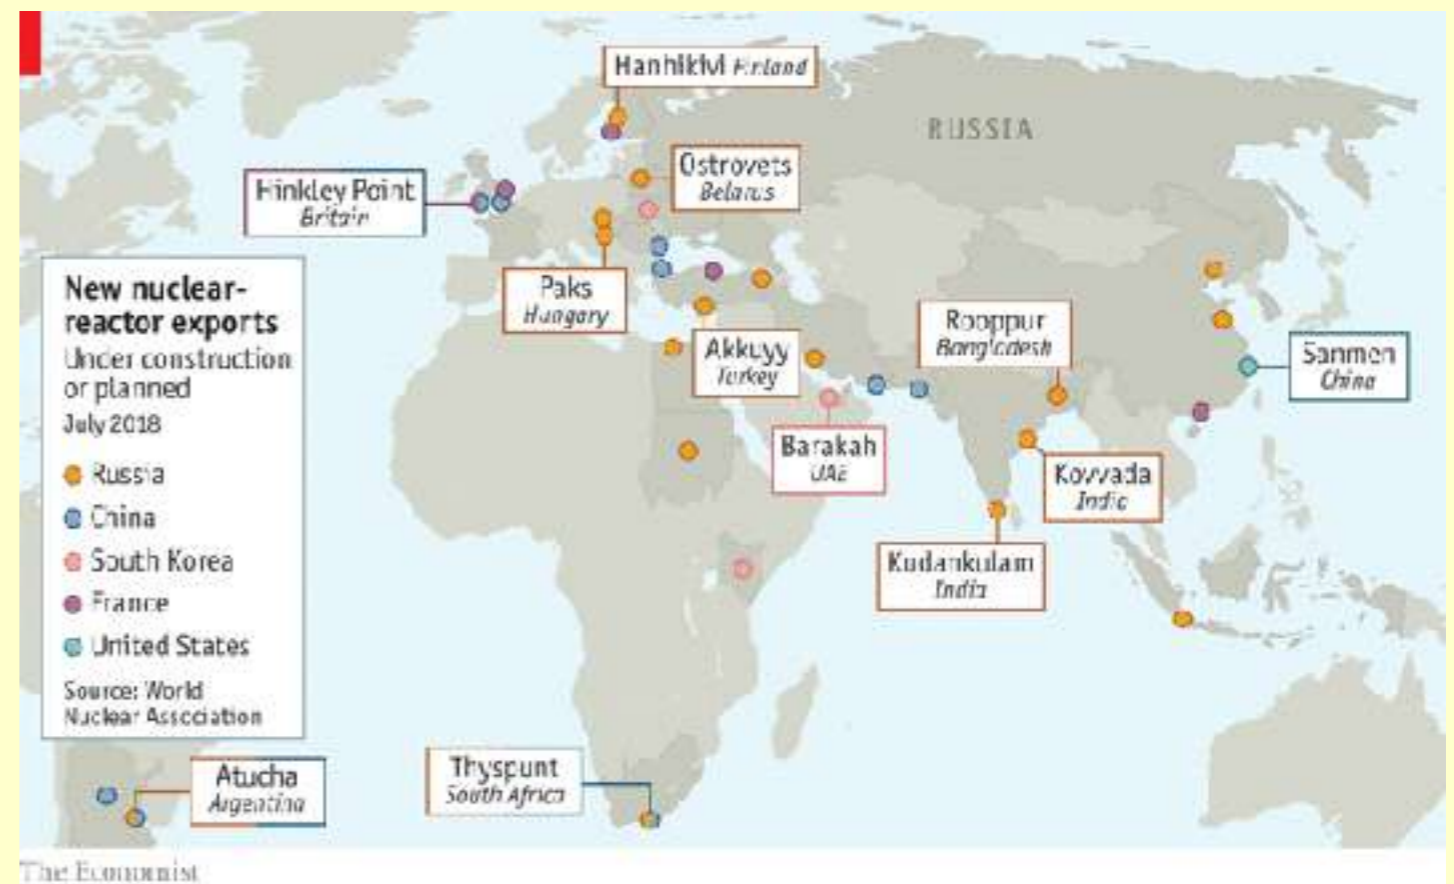 Hanhikivi Finland
RUSSIA
Ostrovets
Belarus
Hinkley Point
Britain
New nuclear-
reactor exports
Under construction
or planned
July 2018
Russia
China
South Korea
France
United States
Source: World
Nuclear Association
Paks
Hungary
Akkuyy
Turkey
Rooppur
Bangladesh
Sanmen
China
Barakah
UAE
Kovvada
India
Kudankulam
India
Atucha
Argentina
Thyspunt
South Africa
The Economist